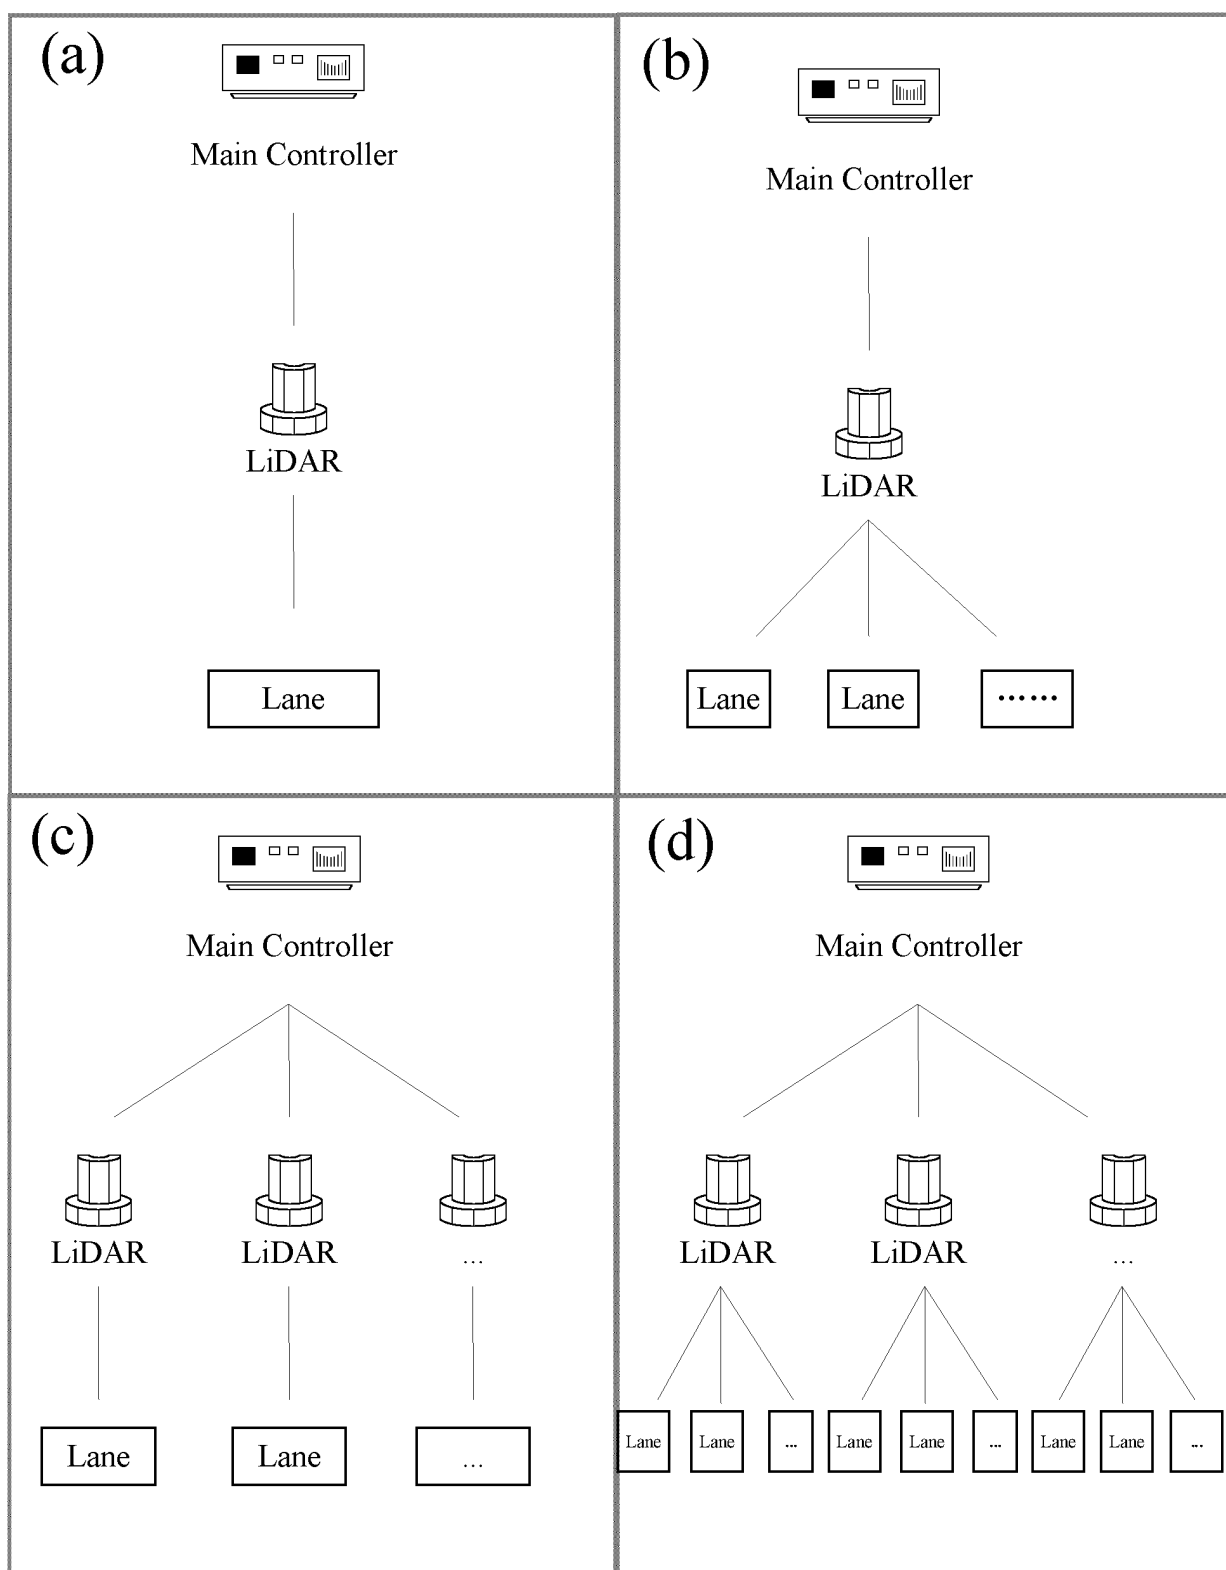 (a)
Main Controller
LiDAR
Lane
(b)
Main Controller
LiDAR
Lane Lane ······
(c)
Main Controller
LiDAR LiDAR ...
Lane Lane ...
(d)
Main Controller
LiDAR LiDAR ...
Lane Lane ... Lane Lane ... Lane Lane ...